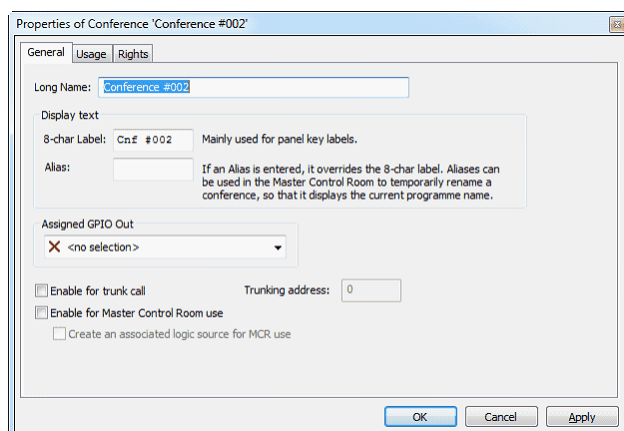 Properties of Conference 'Conference #002'
General Usage Rights
Long Name: Conference #002
Display text
8-char Label: Cnf #002 Mainly used for panel key labels.
Alias: If an Alias is entered, it overrides the 8-char label. Aliases can
be used in the Master Control Room to temporarily rename a
conference, so that it displays the current programme name.
Assigned GPIO Out
<no selection>
Enable for trunk call Trunking address: 0
Enable for Master Control Room use
Create an associated logic source for MCR use
OK Cancel Apply